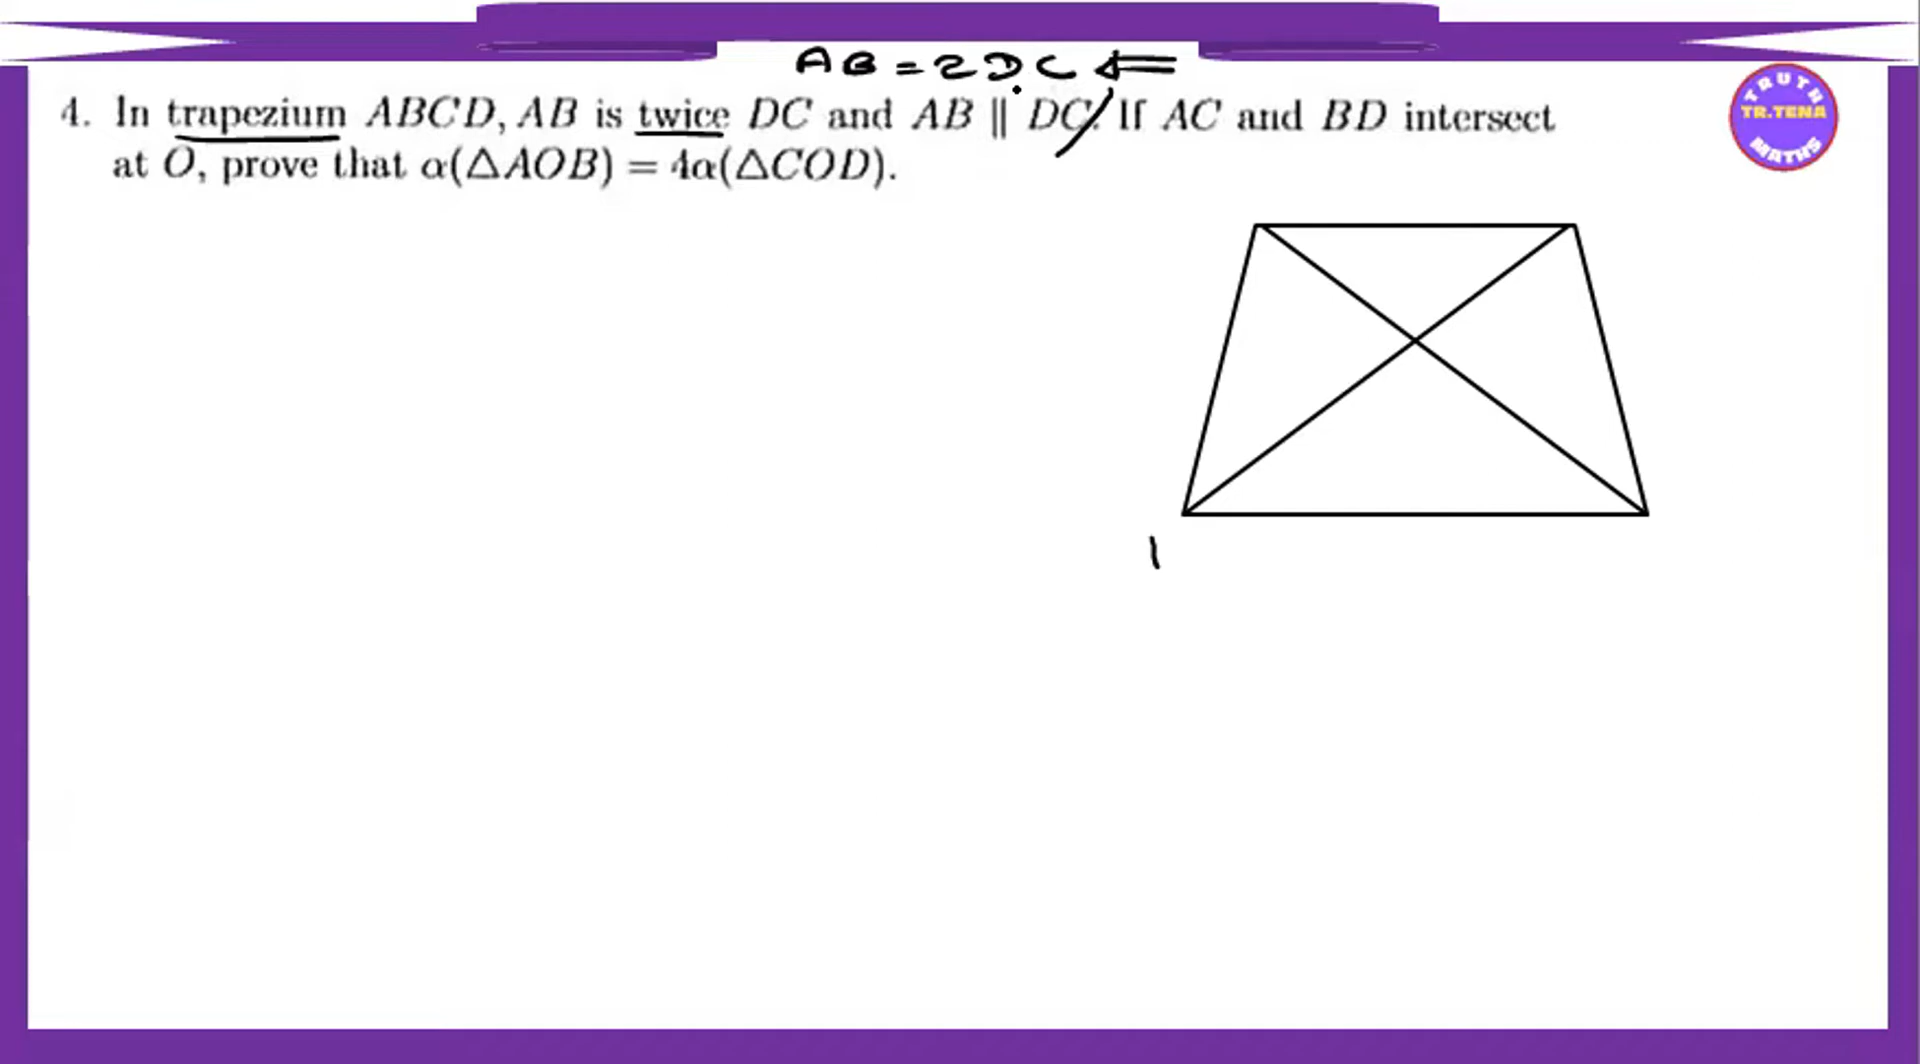 AB = 2DC ⇐
4. In trapezium ABCD, AB is twice DC and AB || DC. If AC and BD intersect
at O, prove that α(△AOB) = 4α(△COD).
TRUTH
TR.TENA
MATHS